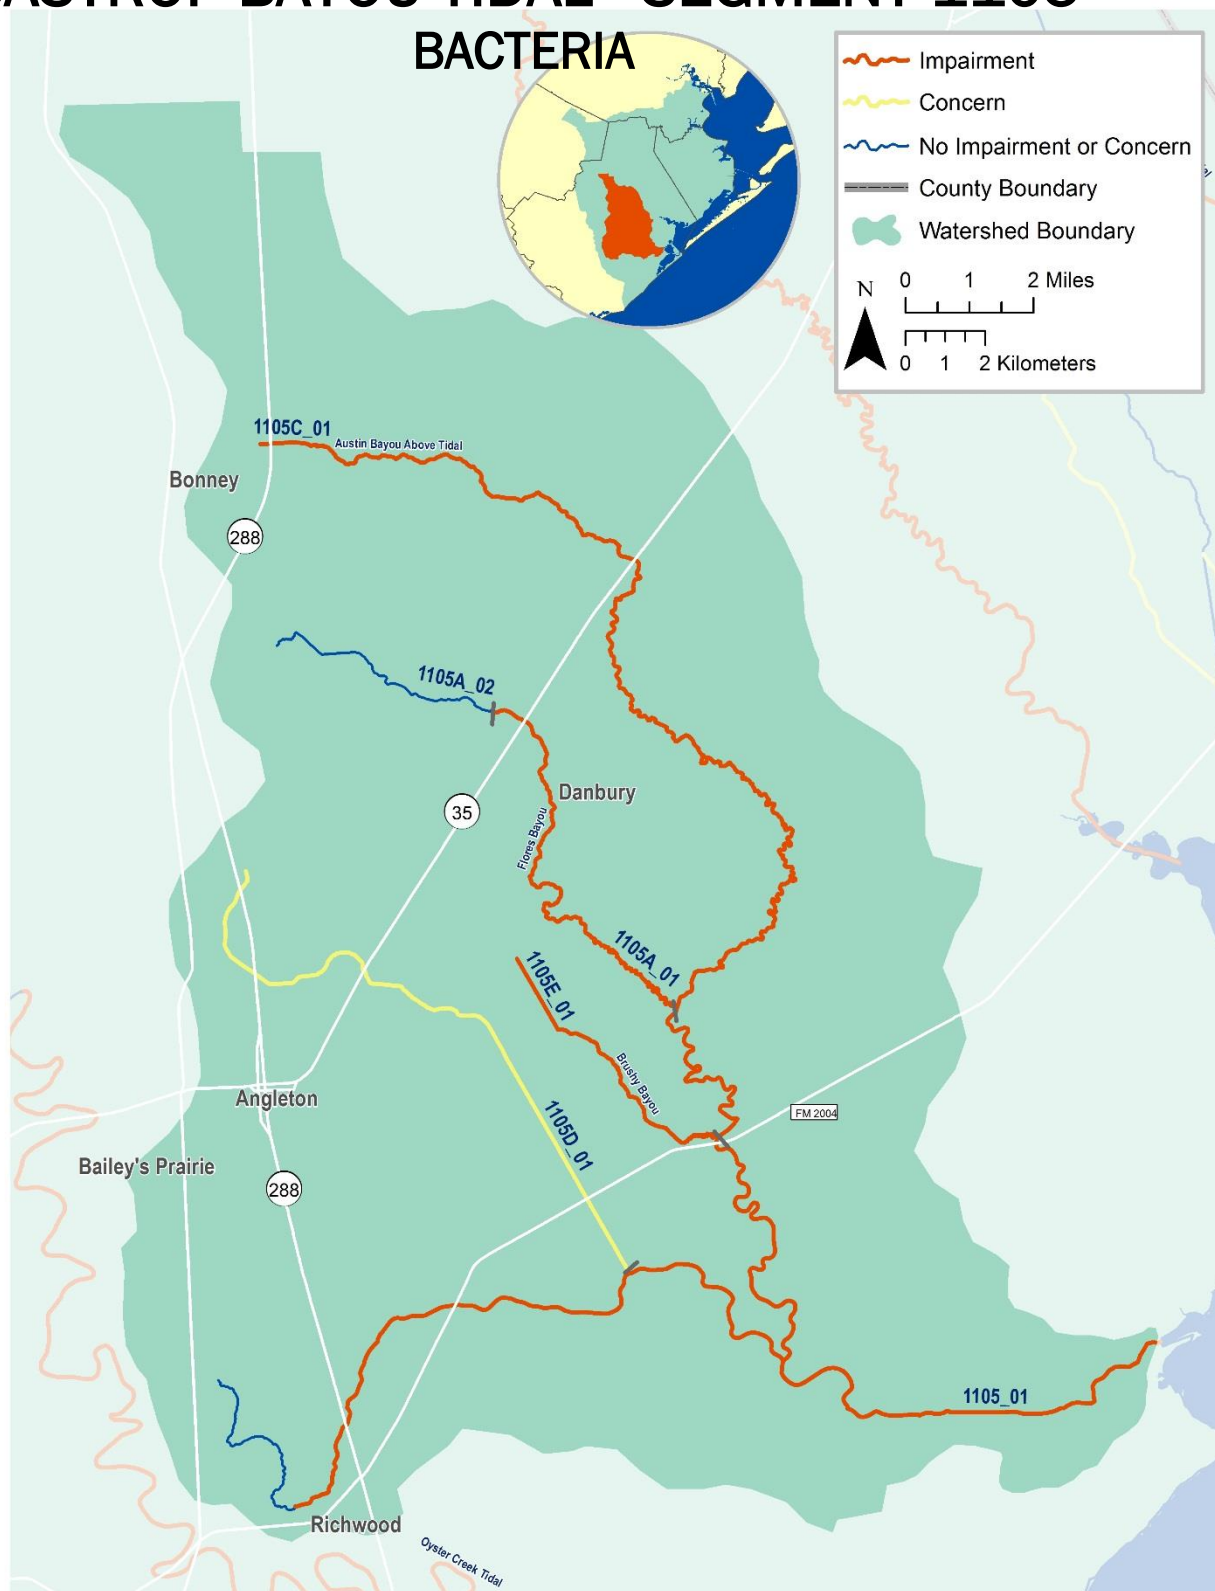 BACTERIA
Impairment
Concern
No Impairment or Concern
County Boundary
Watershed Boundary
N
0 1 2 Miles
0 1 2 Kilometers
1105C_01
Austin Bayou Above Tidal
Bonney
288
1105A_02
Danbury
35
Flores Bayou
1105A_01
1105E_01
Brushy Bayou
Angleton
FM 2004
1105D_01
Bailey's Prairie
288
1105_01
Richwood
Oyster Creek Tidal